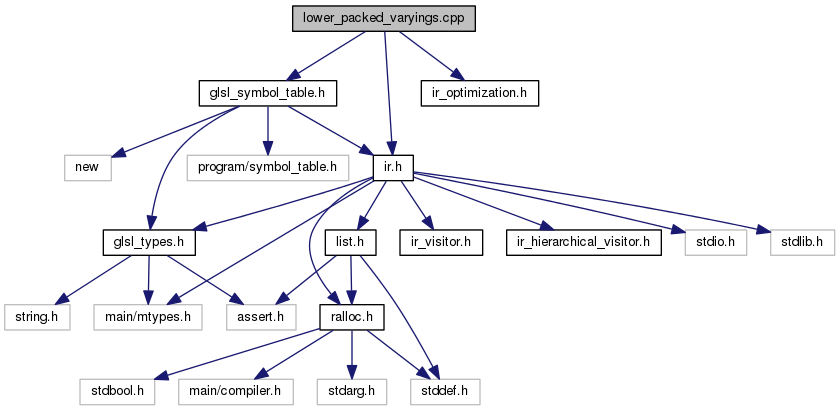 lower_packed_varyings.cpp
glsl_symbol_table.h
ir_optimization.h
new
program/symbol_table.h
ir.h
glsl_types.h
list.h
ir_visitor.h
ir_hierarchical_visitor.h
stdio.h
stdlib.h
string.h
main/mtypes.h
assert.h
ralloc.h
stdbool.h
main/compiler.h
stdarg.h
stddef.h